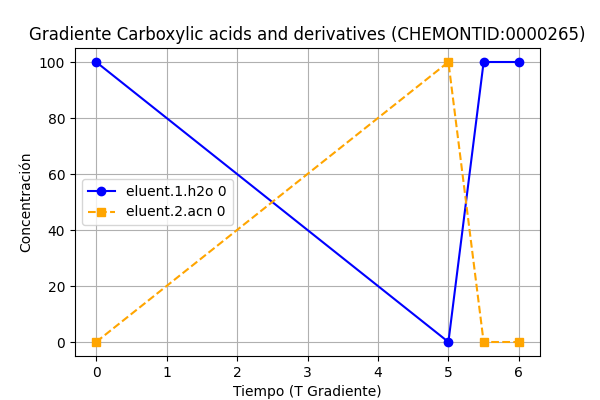 Gradiente Carboxylic acids and derivatives (CHEMONTID:0000265)
100
80
60
40
20
0
Concentración
eluent.1.h2o 0
eluent.2.acn 0
0 1 2 3 4 5 6
Tiempo (T Gradiente)